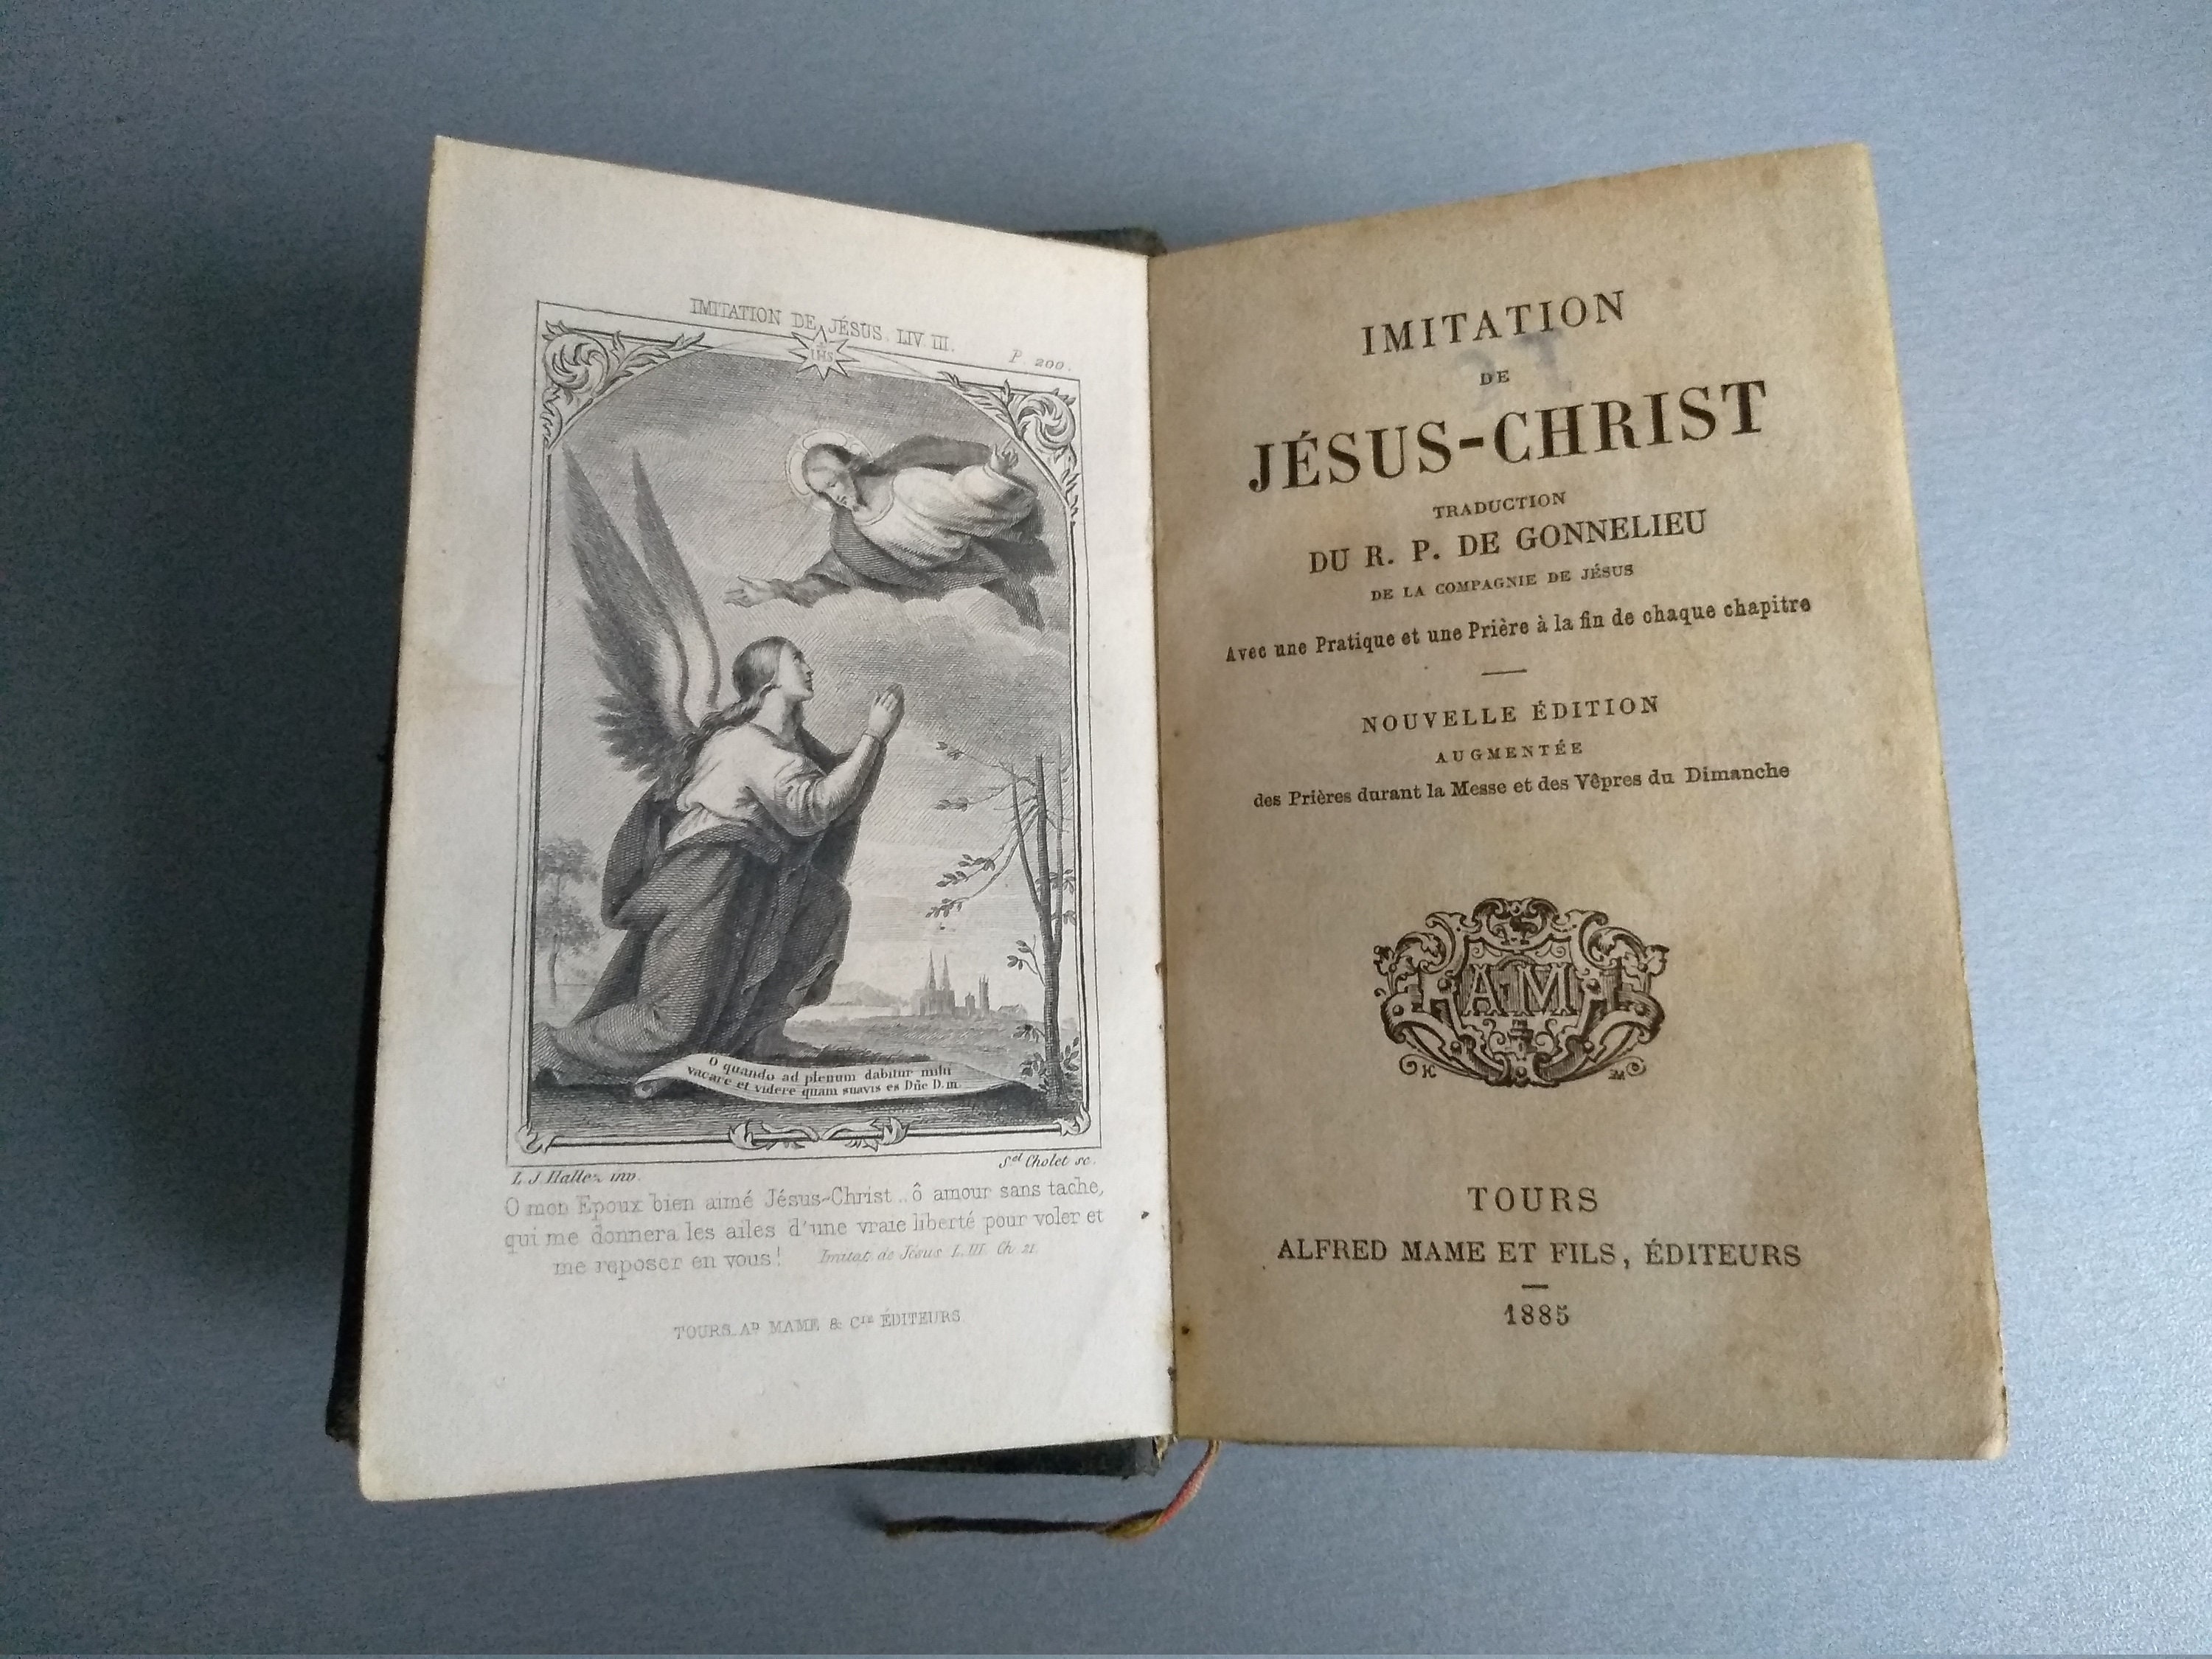 IMITATION DE JÉSUS. LIV. III.
P. 200.
IHS
O quando ad plenum dabitur mihi
vacare et videre quam suavis es Dñe D. m.
L. J. Hallez inv.
Sel Cholet sc.
O mon Epoux bien aimé Jésus-Christ.. ô amour sans tache,
qui me donnera les ailes d'une vraie liberté pour voler et
me reposer en vous!
Imitat. de Jésus L. III. Ch. 21.
TOURS. AD MAME & CIE ÉDITEURS.
IMITATION
DE
JÉSUS-CHRIST
TRADUCTION
DU R. P. DE GONNELIEU
DE LA COMPAGNIE DE JÉSUS
Avec une Pratique et une Prière à la fin de chaque chapitre
NOUVELLE ÉDITION
AUGMENTÉE
des Prières durant la Messe et des Vêpres du Dimanche
AM
TOURS
ALFRED MAME ET FILS, ÉDITEURS
1885